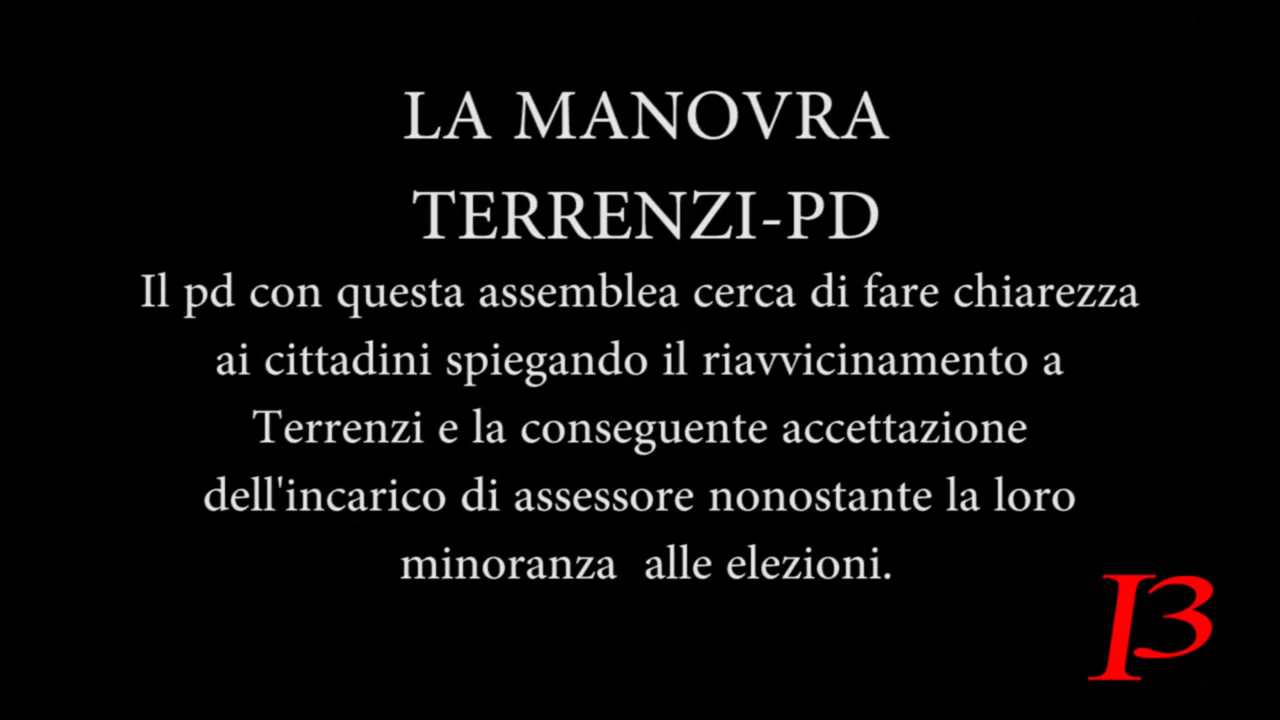 LA MANOVRA
TERRENZI-PD
Il pd con questa assemblea cerca di fare chiarezza
ai cittadini spiegando il riavvicinamento a
Terrenzi e la conseguente accettazione
dell'incarico di assessore nonostante la loro
minoranza  alle elezioni.
I3